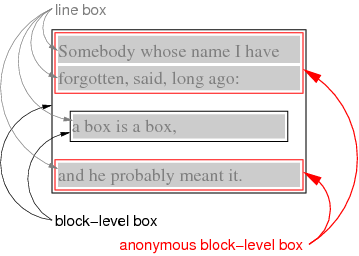 line box
Somebody whose name I have
forgotten, said, long ago:
a box is a box,
and he probably meant it.
block–level box
anonymous block–level box